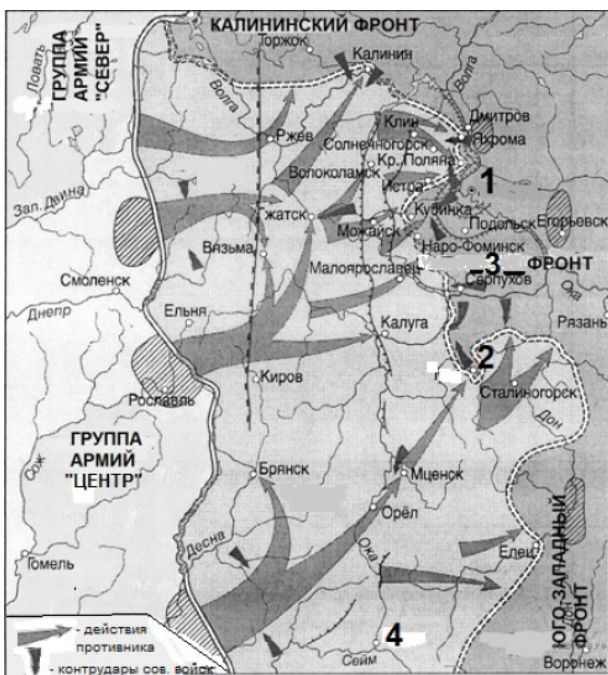 КАЛИНИНСКИЙ ФРОНТ
Торжок
Калинин
ГРУППА
АРМИЙ
"СЕВЕР"
Ловать
Волга
Волга
Ржев
Клин
Дмитров
Яхрома
Солнечногорск
Кр. Поляна
Волоколамск
Истра
1
Зап. Двина
Гжатск
Кубинка
Можайск
Подольск
Егорьевск
Наро-Фоминск
Вязьма
3 ФРОНТ
Малоярославец
Серпухов
Ока
Смоленск
Днепр
Ельня
Калуга
Рязань
2
Киров
Сталиногорск
Рославль
Дон
ГРУППА
АРМИЙ
"ЦЕНТР"
Сож
Брянск
Мценск
Орёл
Десна
Ока
Гомель
Елец
ЮГО-ЗАПАДНЫЙ
ФРОНТ
Дон
4
Сейм
Воронеж
- действия
противника
- контрудары сов. войск